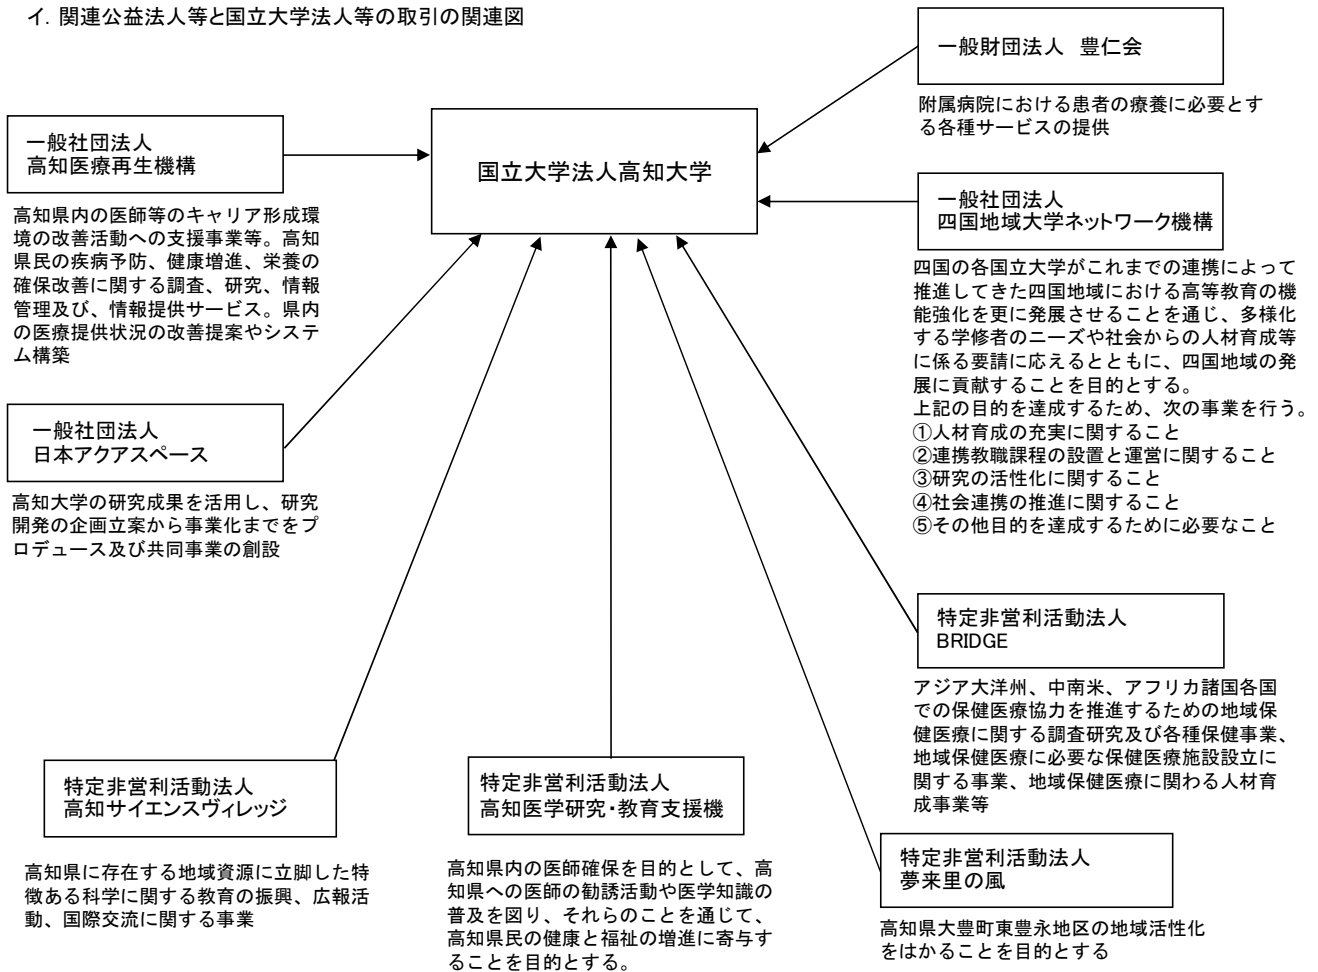 イ．関連公益法人等と国立大学法人等の取引の関連図
一般財団法人　豊仁会
附属病院における患者の療養に必要とす
る各種サービスの提供
一般社団法人
高知医療再生機構
国立大学法人高知大学
高知県内の医師等のキャリア形成環
境の改善活動への支援事業等。高知
県民の疾病予防、健康増進、栄養の
確保改善に関する調査、研究、情報
管理及び、情報提供サービス。県内
の医療提供状況の改善提案やシステ
ム構築
一般社団法人
四国地域大学ネットワーク機構
四国の各国立大学がこれまでの連携によって
推進してきた四国地域における高等教育の機
能強化を更に発展させることを通じ、多様化
する学修者のニーズや社会からの人材育成等
に係る要請に応えるとともに、四国地域の発
展に貢献することを目的とする。
上記の目的を達成するため、次の事業を行う。
①人材育成の充実に関すること
②連携教職課程の設置と運営に関すること
③研究の活性化に関すること
④社会連携の推進に関すること
⑤その他目的を達成するために必要なこと
一般社団法人
日本アクアスペース
高知大学の研究成果を活用し、研究
開発の企画立案から事業化までをプ
ロデュース及び共同事業の創設
特定非営利活動法人
BRIDGE
アジア大洋州、中南米、アフリカ諸国各国
での保健医療協力を推進するための地域保
健医療に関する調査研究及び各種保健事業、
地域保健医療に必要な保健医療施設設立に
関する事業、地域保健医療に関わる人材育
成事業等
特定非営利活動法人
高知サイエンスヴィレッジ
高知県に存在する地域資源に立脚した特
徴ある科学に関する教育の振興、広報活
動、国際交流に関する事業
特定非営利活動法人
高知医学研究・教育支援機
高知県内の医師確保を目的として、高
知県への医師の勧誘活動や医学知識の
普及を図り、それらのことを通じて、
高知県民の健康と福祉の増進に寄与す
ることを目的とする。
特定非営利活動法人
夢来里の風
高知県大豊町東豊永地区の地域活性化
をはかることを目的とする